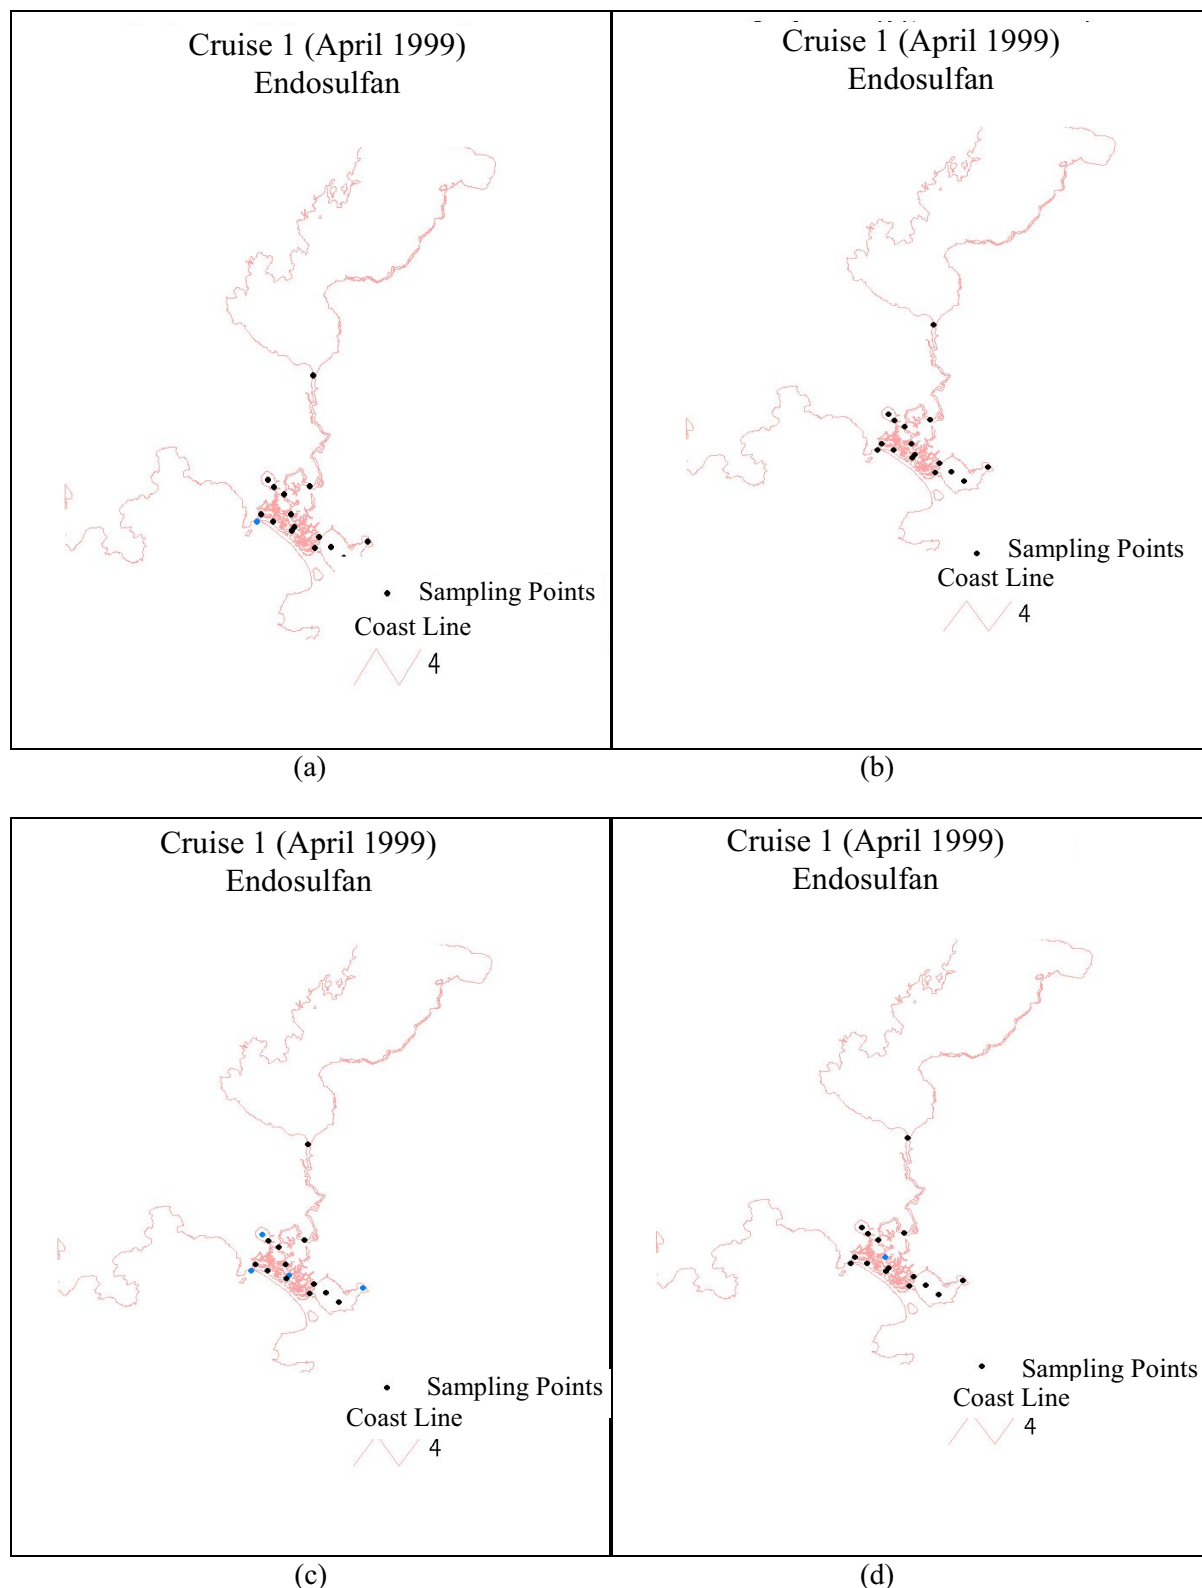 Cruise 1 (April 1999)
Endosulfan
Sampling Points
Coast Line
4
(a)
Cruise 1 (April 1999)
Endosulfan
Sampling Points
Coast Line
4
(b)
Cruise 1 (April 1999)
Endosulfan
Sampling Points
Coast Line
4
(c)
Cruise 1 (April 1999)
Endosulfan
Sampling Points
Coast Line
4
(d)